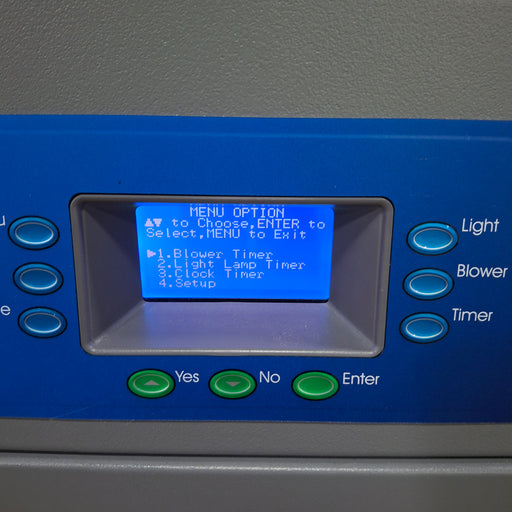 MENU OPTION
▲▼ to Choose,ENTER to
Select,MENU to Exit
▶1.Blower Timer
2.Light Lamp Timer
3.Clock Timer
4.Setup
Light
Blower
Timer
Yes
No
Enter